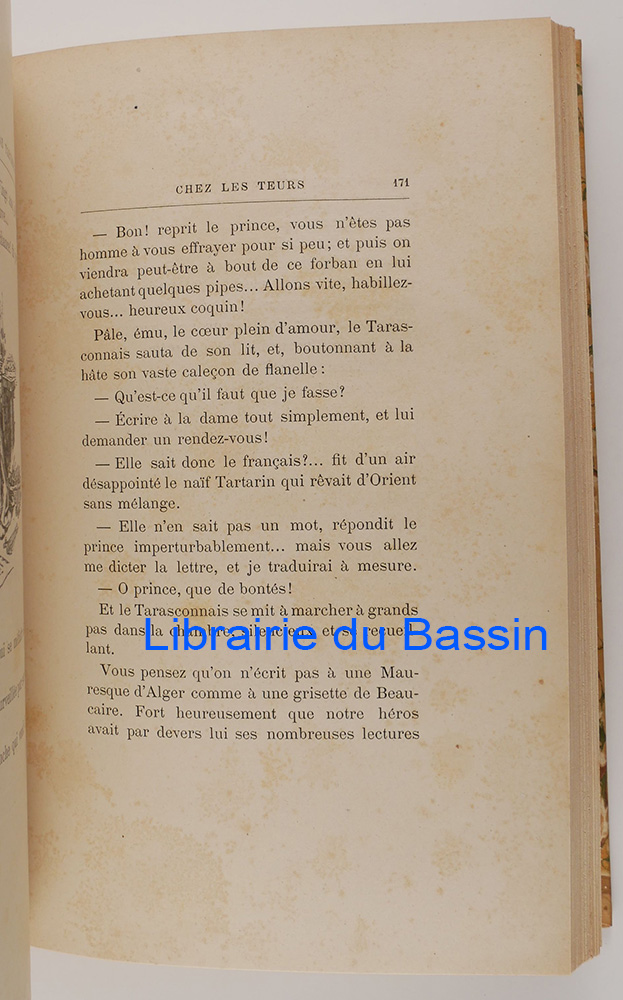 CHEZ LES TEURS 171
— Bon! reprit le prince, vous n'êtes pas
homme à vous effrayer pour si peu; et puis on
viendra peut-être à bout de ce forban en lui
achetant quelques pipes... Allons vite, habillez-
vous... heureux coquin!
Pâle, ému, le cœur plein d'amour, le Taras-
connais sauta de son lit, et, boutonnant à la
hâte son vaste caleçon de flanelle:
— Qu'est-ce qu'il faut que je fasse?
— Écrire à la dame tout simplement, et lui
demander un rendez-vous!
— Elle sait donc le français?... fit d'un air
désappointé le naïf Tartarin qui rêvait d'Orient
sans mélange.
— Elle n'en sait pas un mot, répondit le
prince imperturbablement... mais vous allez
me dicter la lettre, et je traduirai à mesure.
— O prince, que de bontés!
Et le Tarasconnais se mit à marcher à grands
pas dans la chambre, silencieux et se recueil-
lant.
Librairie du Bassin
Vous pensez qu'on n'écrit pas à une Mau-
resque d'Alger comme à une grisette de Beau-
caire. Fort heureusement que notre héros
avait par devers lui ses nombreuses lectures